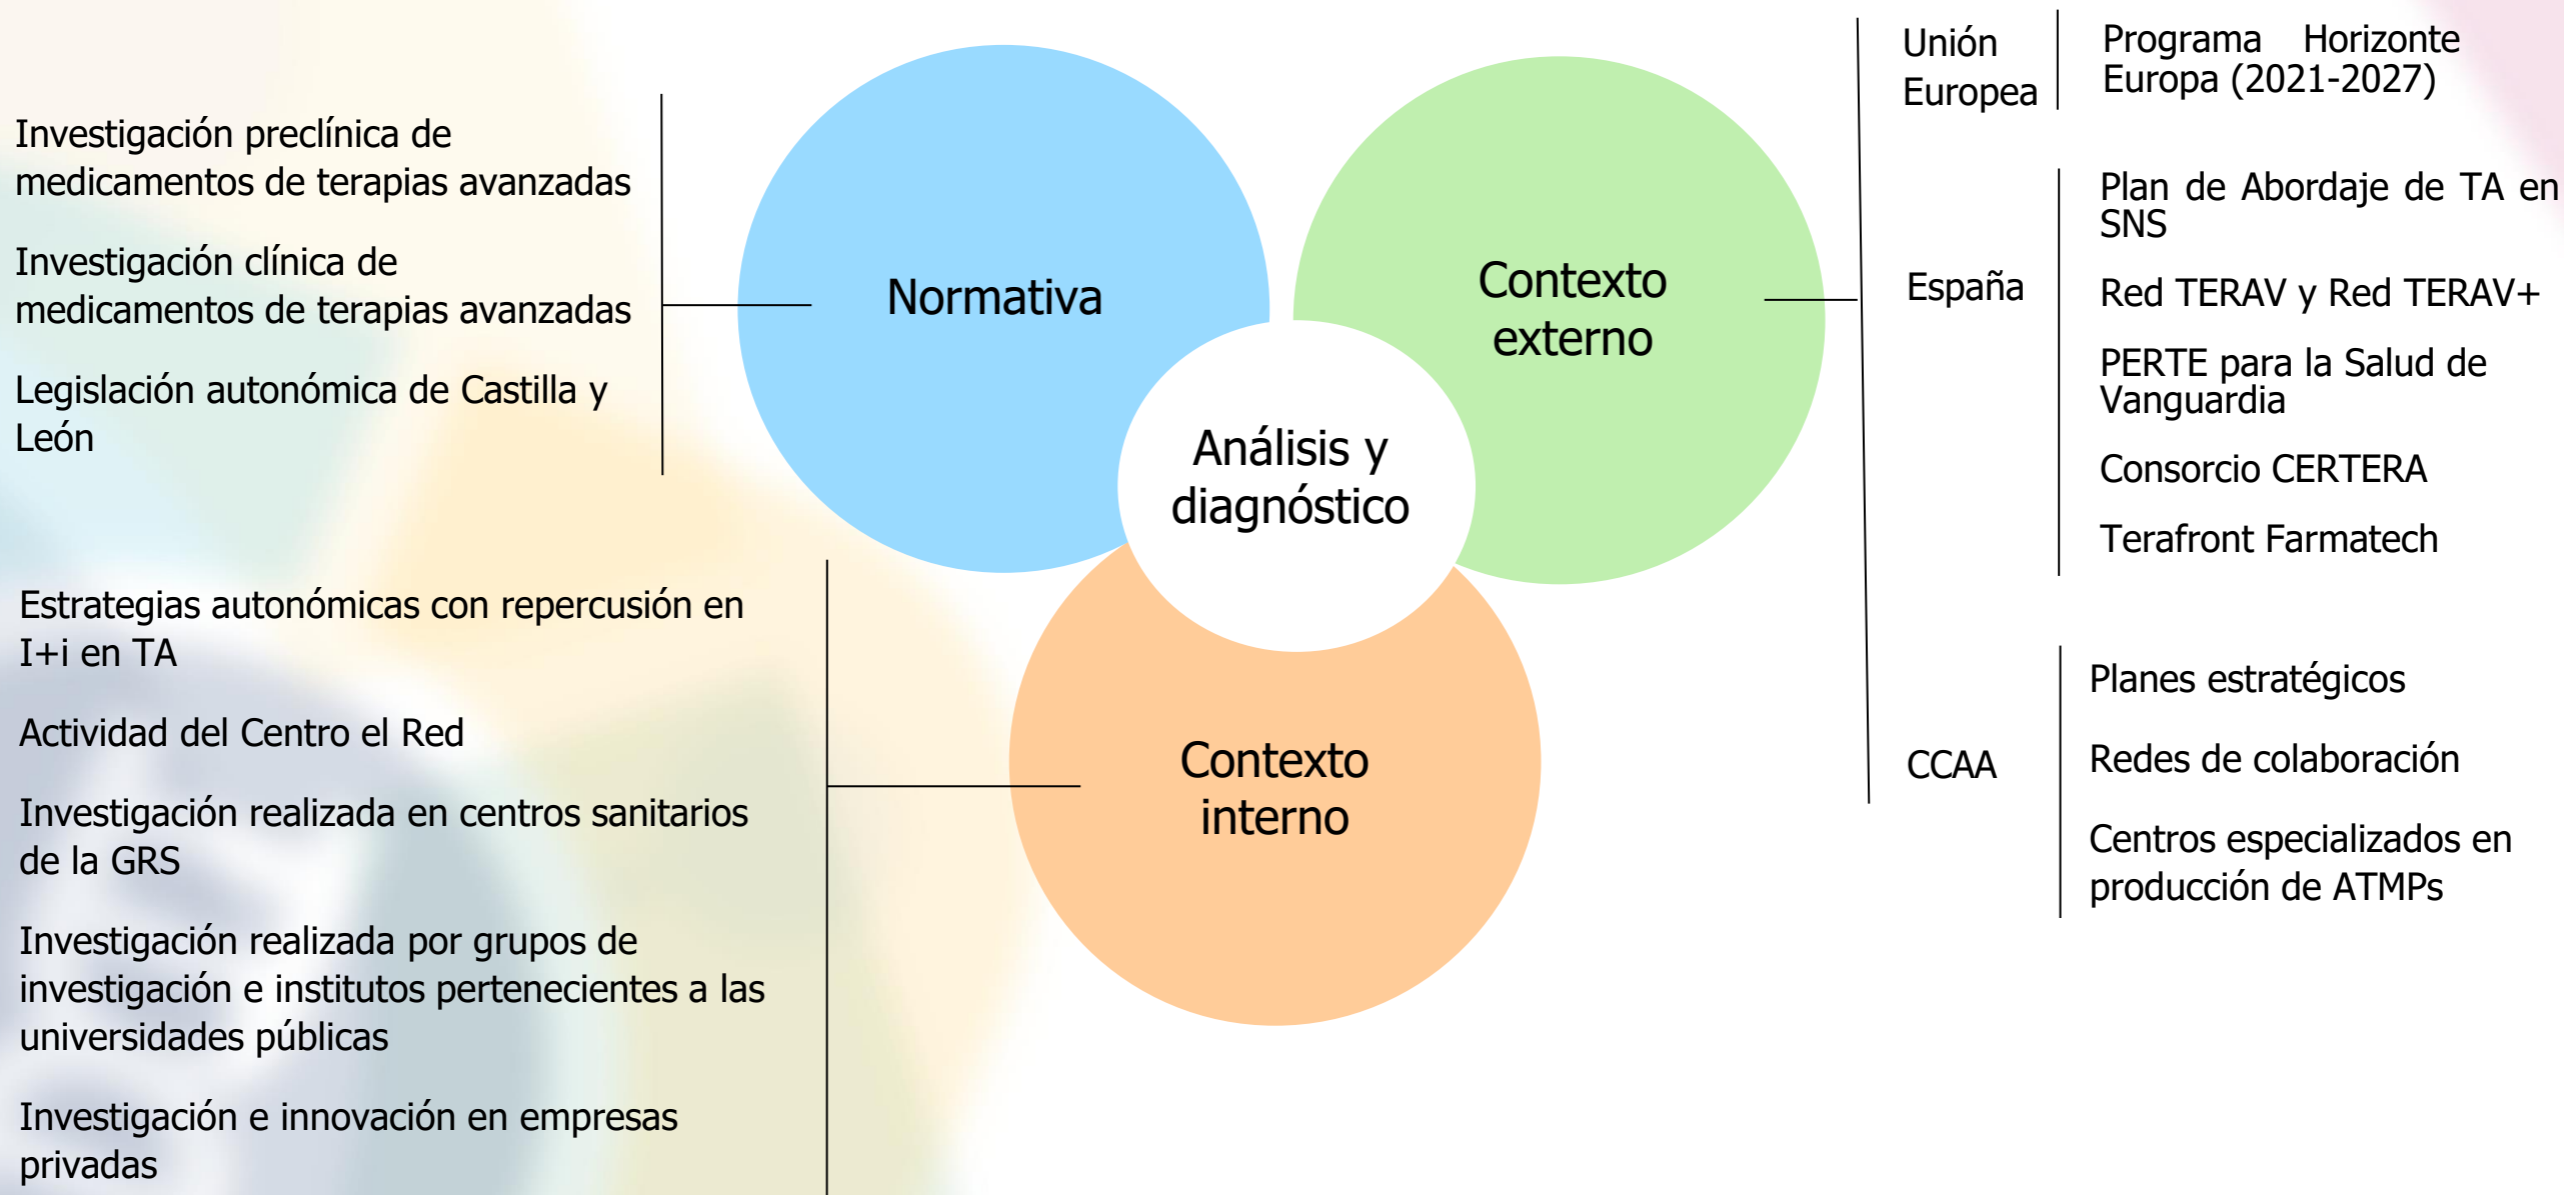 Investigación preclínica de
medicamentos de terapias avanzadas
Investigación clínica de
medicamentos de terapias avanzadas
Legislación autonómica de Castilla y
León
Normativa
Contexto
externo
Análisis y
diagnóstico
Contexto
interno
Estrategias autonómicas con repercusión en
I+i en TA
Actividad del Centro el Red
Investigación realizada en centros sanitarios
de la GRS
Investigación realizada por grupos de
investigación e institutos pertenecientes a las
universidades públicas
Investigación e innovación en empresas
privadas
Unión
Europea
Programa Horizonte
Europa (2021-2027)
España
Plan de Abordaje de TA en
SNS
Red TERAV y Red TERAV+
PERTE para la Salud de
Vanguardia
Consorcio CERTERA
Terafront Farmatech
CCAA
Planes estratégicos
Redes de colaboración
Centros especializados en
producción de ATMPs